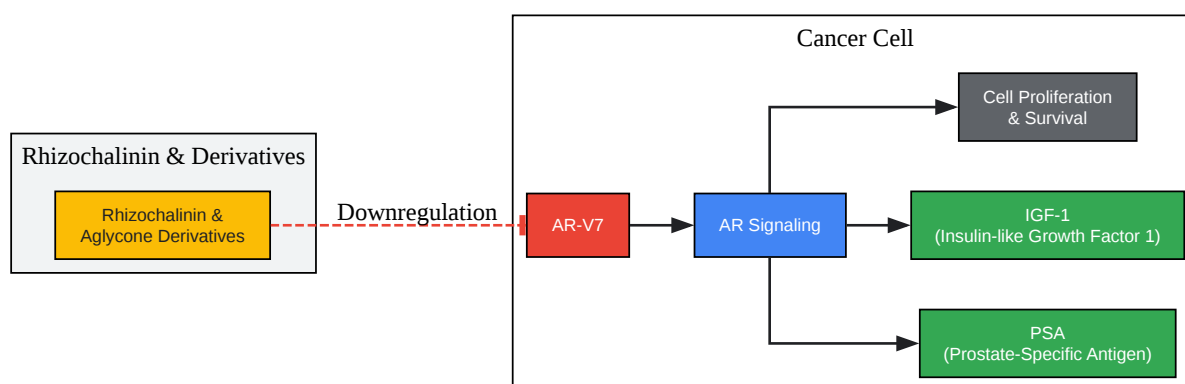 Cancer Cell
Cell Proliferation
& Survival
Rhizochalinin & Derivatives
Rhizochalinin &
Aglycone Derivatives
Downregulation
AR-V7
AR Signaling
IGF-1
(Insulin-like Growth Factor 1)
PSA
(Prostate-Specific Antigen)